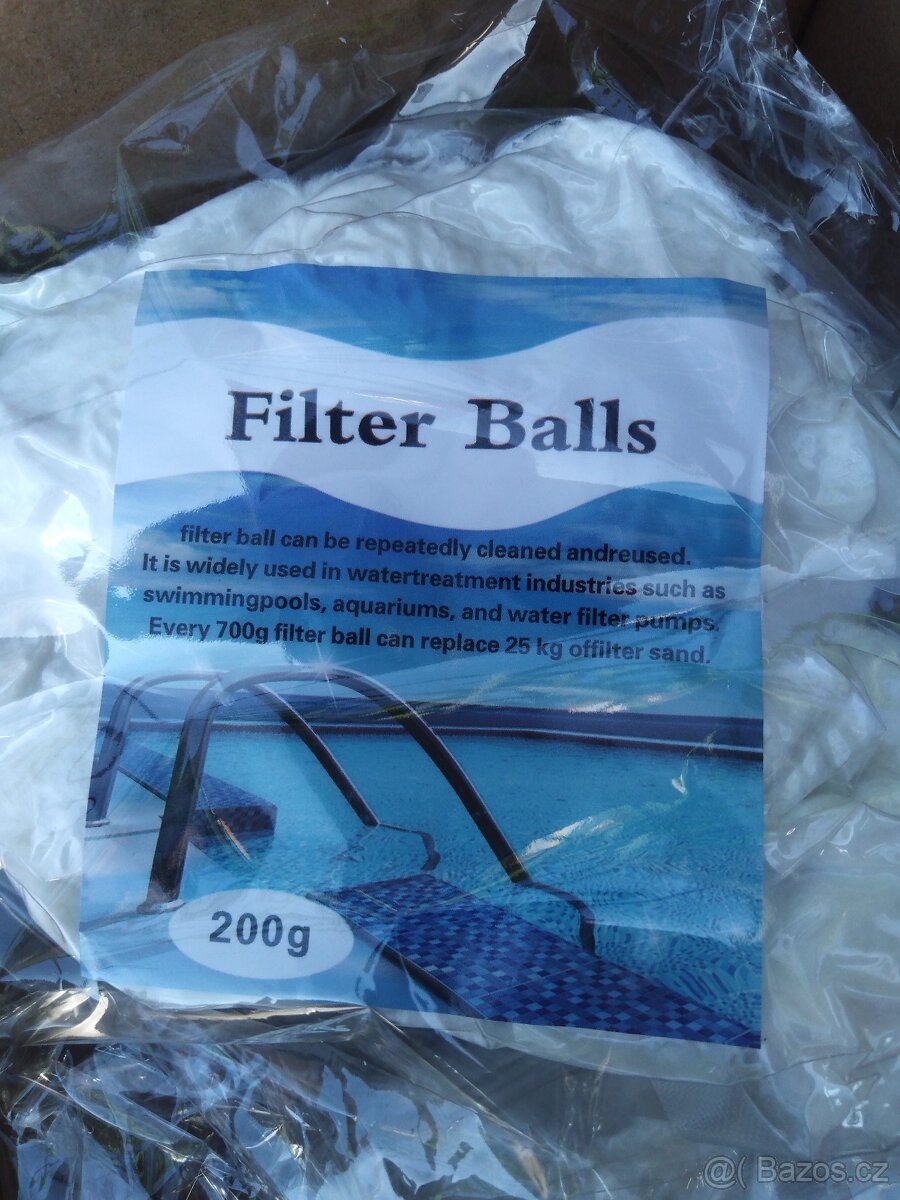 Filter Balls
filter ball can be repeatedly cleaned andreused.
It is widely used in watertreatment industries such as
swimmingpools, aquariums, and water filter pumps.
Every 700g filter ball can replace 25 kg offilter sand.
200g
@( Bazos.cz